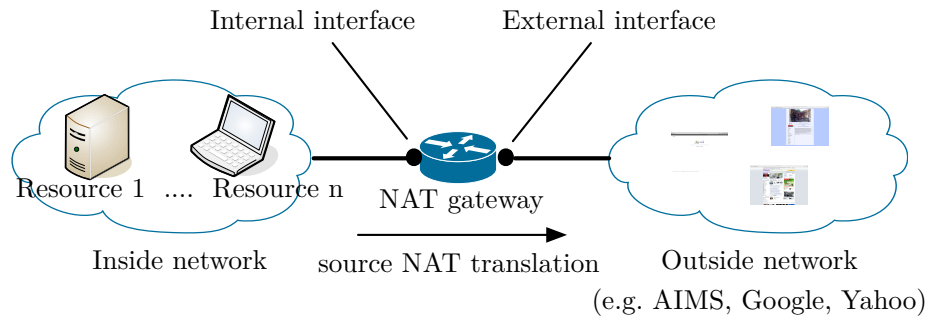 Internal interface
External interface
Resource 1 .... Resource n
NAT gateway
Inside network
source NAT translation
Outside network
(e.g. AIMS, Google, Yahoo)